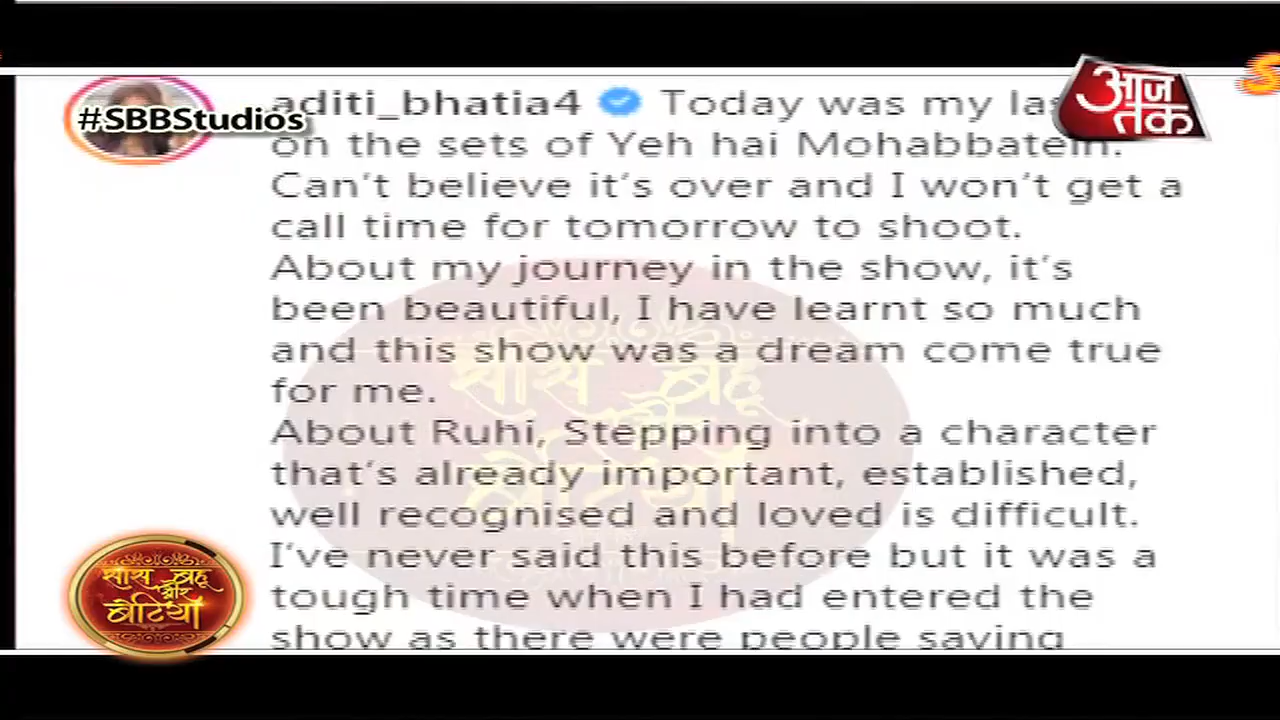 #SBBStudios
aditi_bhatia4 Today was my
on the sets of Yeh hai Mohabbatein.
Can't believe it's over and I won't get a
call time for tomorrow to shoot.
About my journey in the show, it's
been beautiful, I have learnt so much
and this show was a dream come true
for me.
About Ruhi, Stepping into a character
that's already important, established,
well recognised and loved is difficult.
I've never said this before but it was a
tough time when I had entered the
show as there were people saying
आज
तक
सास बहू
और
बेटियां
सास बहू
और
बेटियां